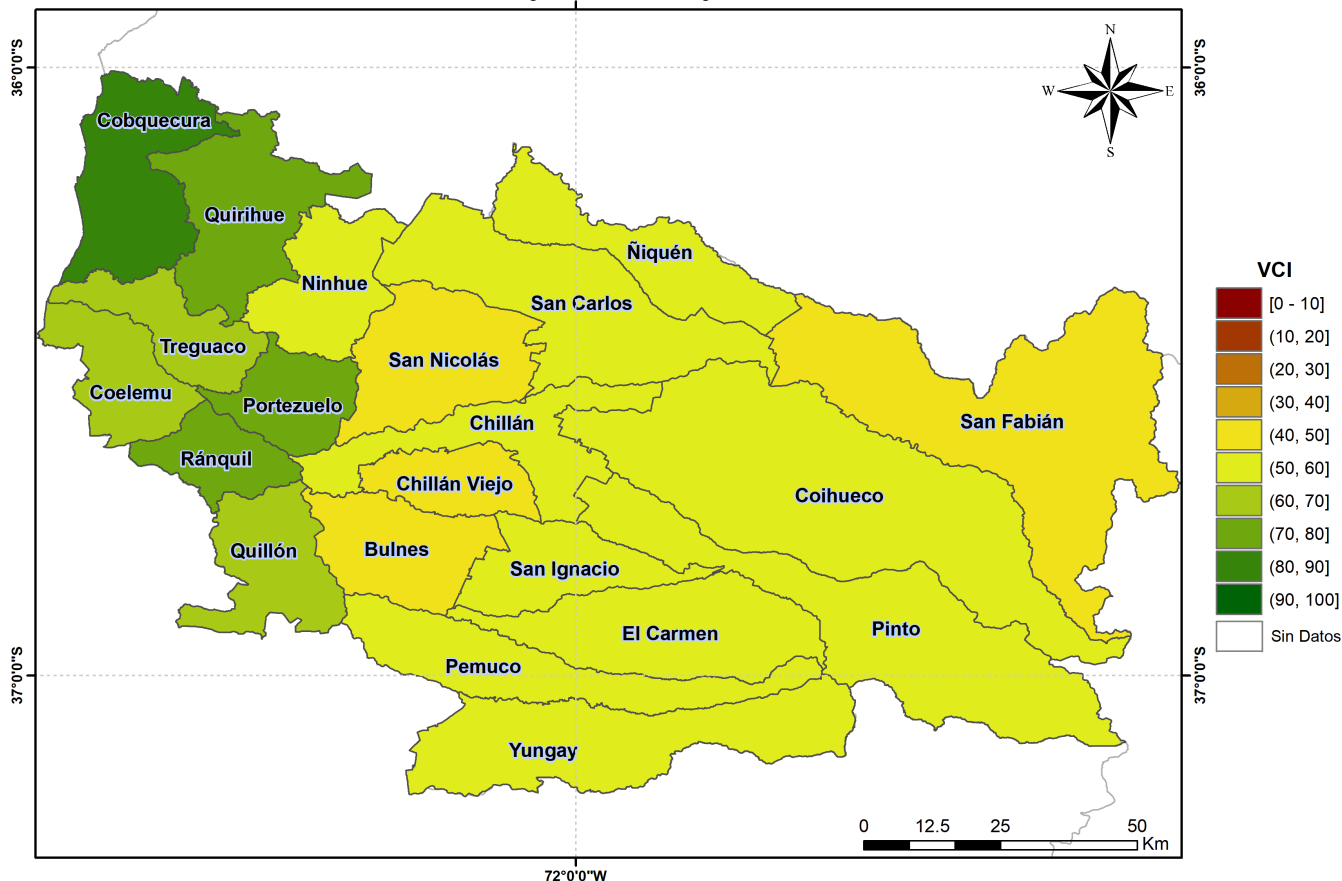 36°0'0"S
36°0'0"S
N
W
E
S
Cobquecura
Quirihue
Ñiquén
Ninhue
San Carlos
Treguaco
San Nicolás
Coelemu
Portezuelo
Chillán
San Fabián
Ránquil
Chillán Viejo
Coihueco
Quillón
Bulnes
San Ignacio
El Carmen
Pinto
Pemuco
Yungay
37°0'0"S
37°0'0"S
72°0'0"W
0 12.5 25 50
Km
VCI
[0 - 10]
(10, 20]
(20, 30]
(30, 40]
(40, 50]
(50, 60]
(60, 70]
(70, 80]
(80, 90]
(90, 100]
Sin Datos